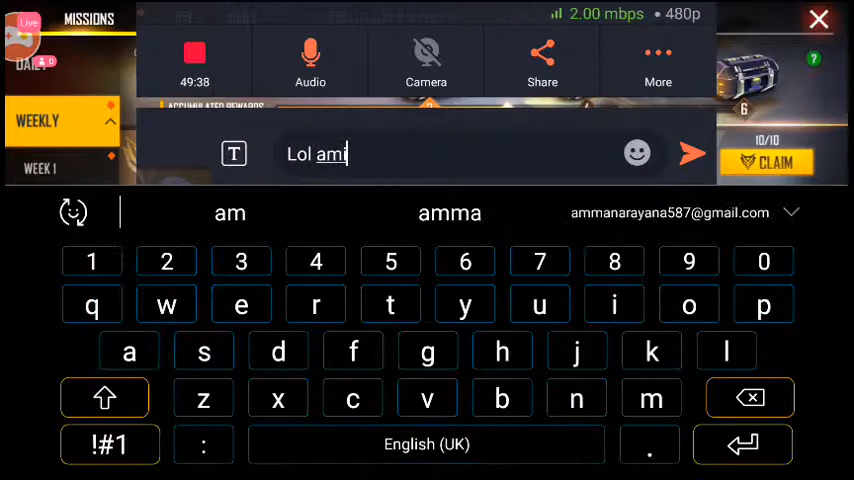 Live
MISSIONS
2.00 mbps • 480p
49:38
Audio
Camera
Share
More
DAILY
0
7
WEEKLY
ACCUMULATED REWARDS
6
WEEK 1
T
Lol ami
10/10
CLAIM
am
amma
ammanarayana587@gmail.com
1 2 3 4 5 6 7 8 9 0
q w e r t y u i o p
a s d f g h j k l
z x c v b n m
!#1 : English (UK) .